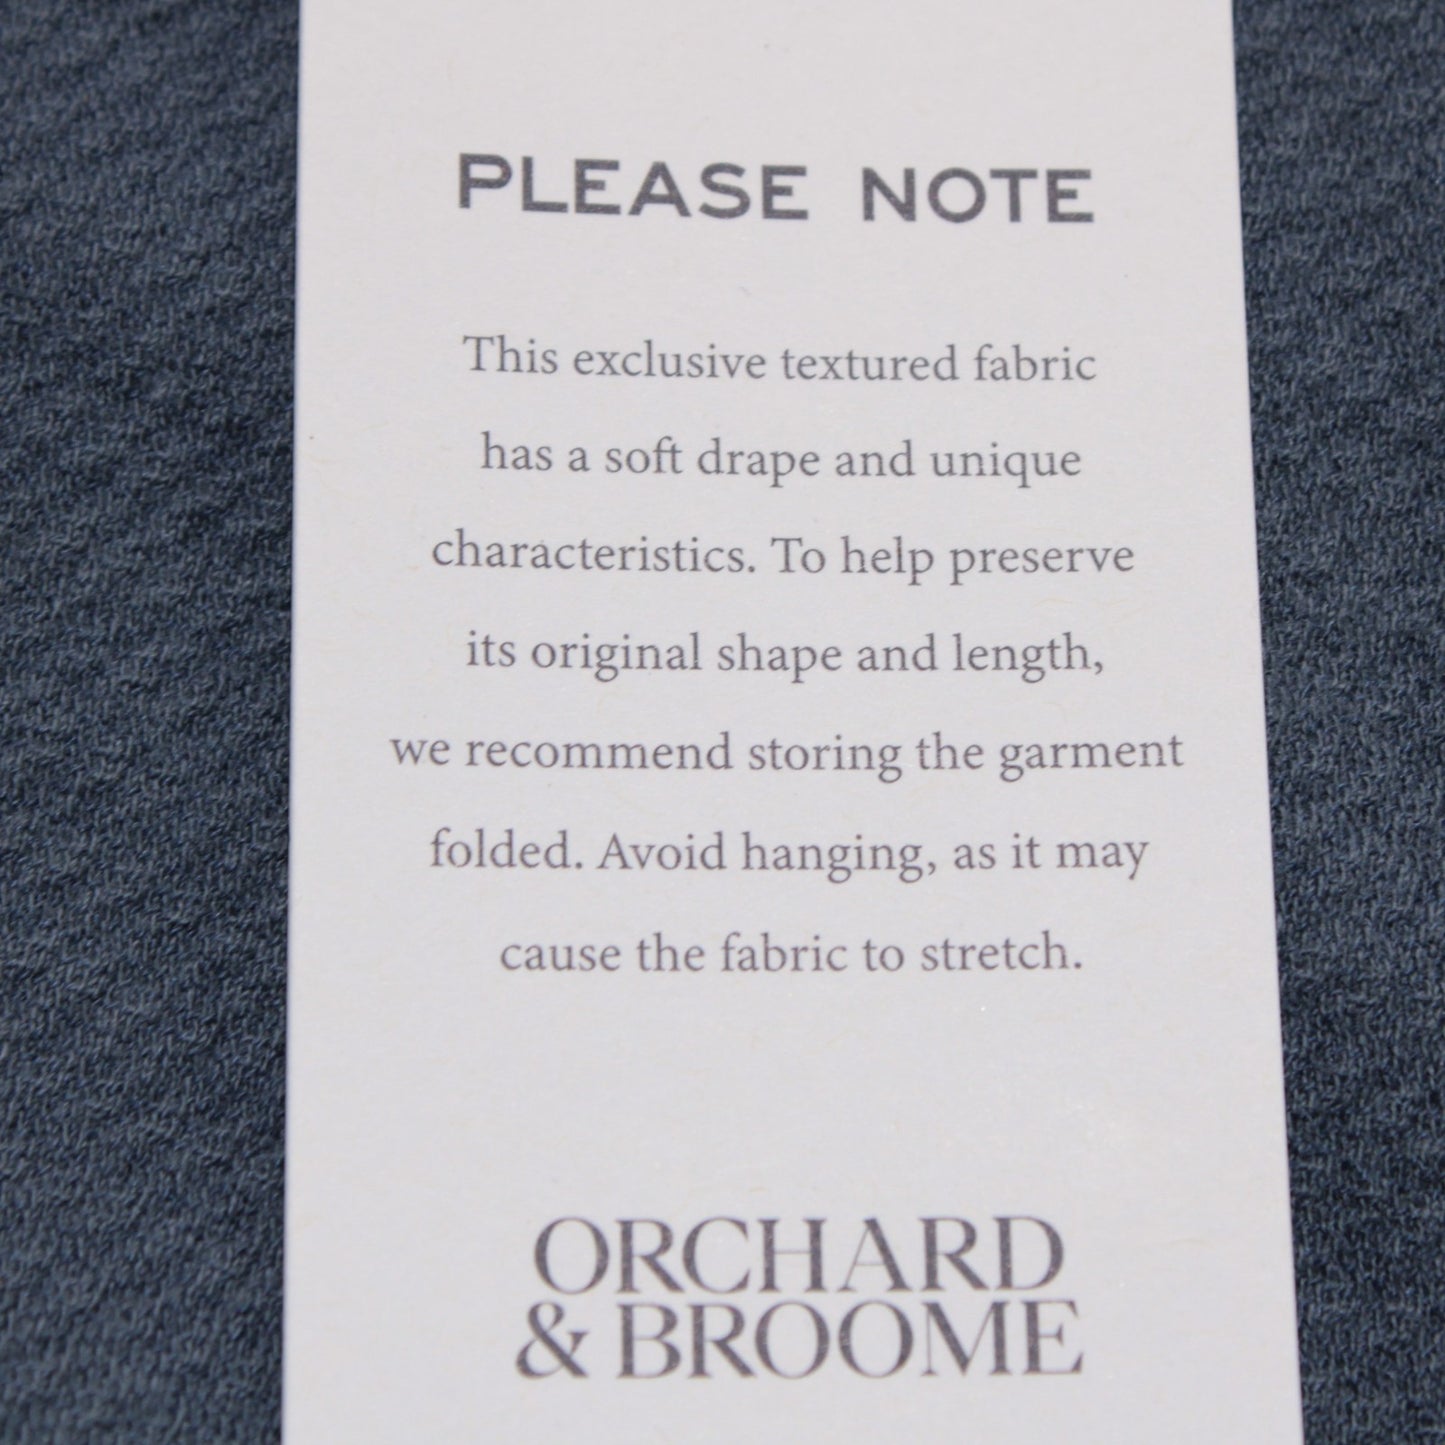 PLEASE NOTE
This exclusive textured fabric
has a soft drape and unique
characteristics. To help preserve
its original shape and length,
we recommend storing the garment
folded. Avoid hanging, as it may
cause the fabric to stretch.
ORCHARD
& BROOME